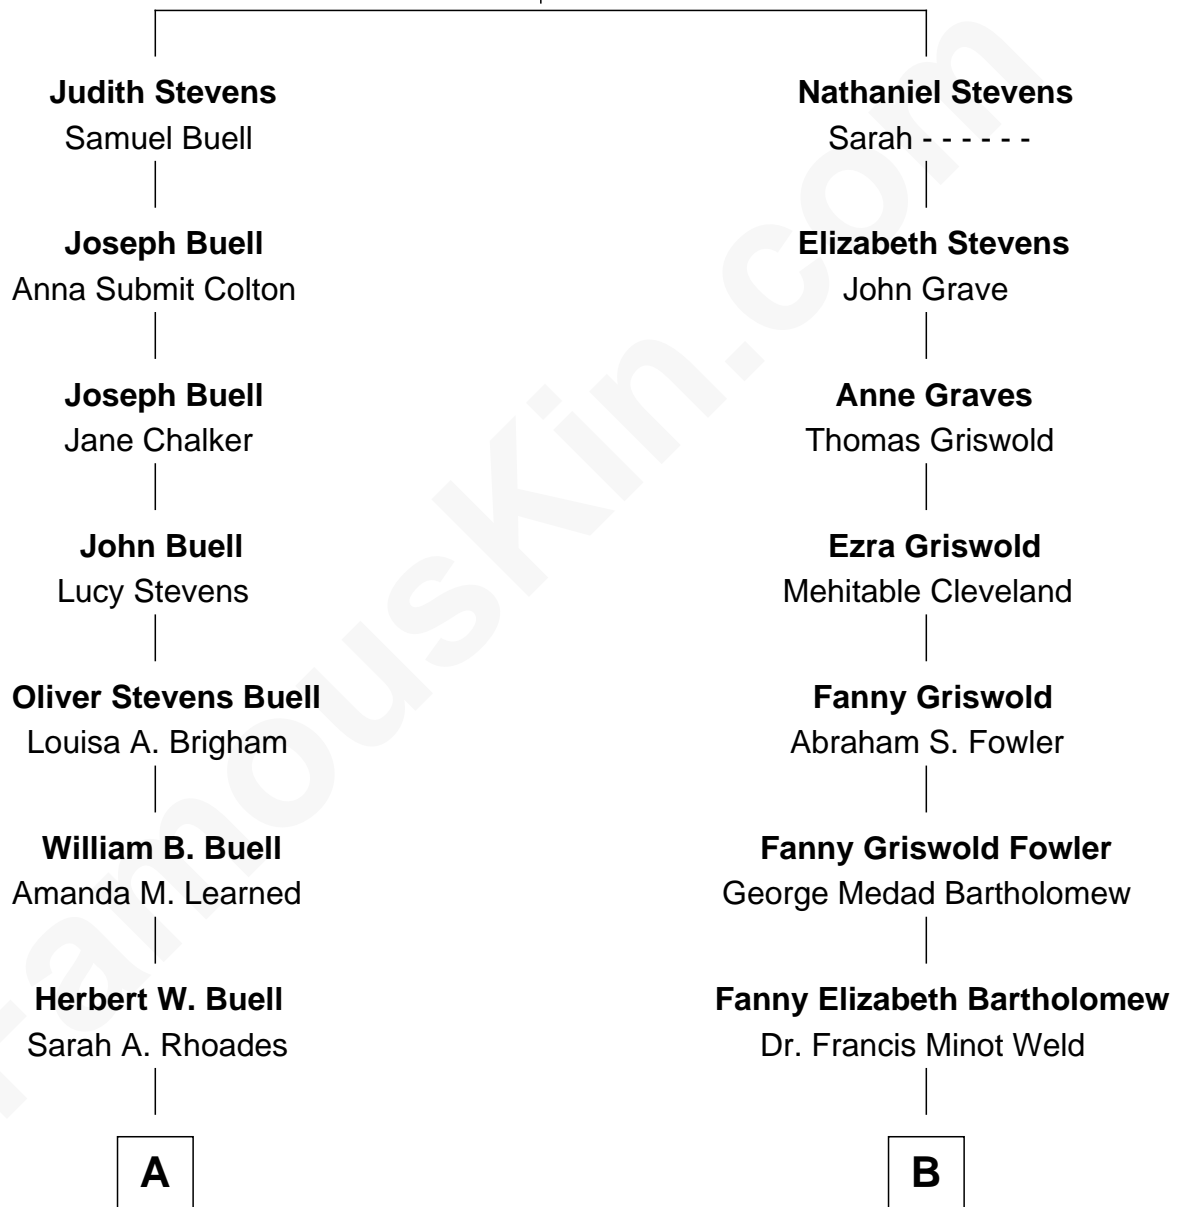 Judith Stevens
Samuel Buell
Joseph Buell
Anna Submit Colton
Joseph Buell
Jane Chalker
John Buell
Lucy Stevens
Oliver Stevens Buell
Louisa A. Brigham
William B. Buell
Amanda M. Learned
Herbert W. Buell
Sarah A. Rhoades
A
Nathaniel Stevens
Sarah - - - - - -
Elizabeth Stevens
John Grave
Anne Graves
Thomas Griswold
Ezra Griswold
Mehitable Cleveland
Fanny Griswold
Abraham S. Fowler
Fanny Griswold Fowler
George Medad Bartholomew
Fanny Elizabeth Bartholomew
Dr. Francis Minot Weld
B
FamousKin.com